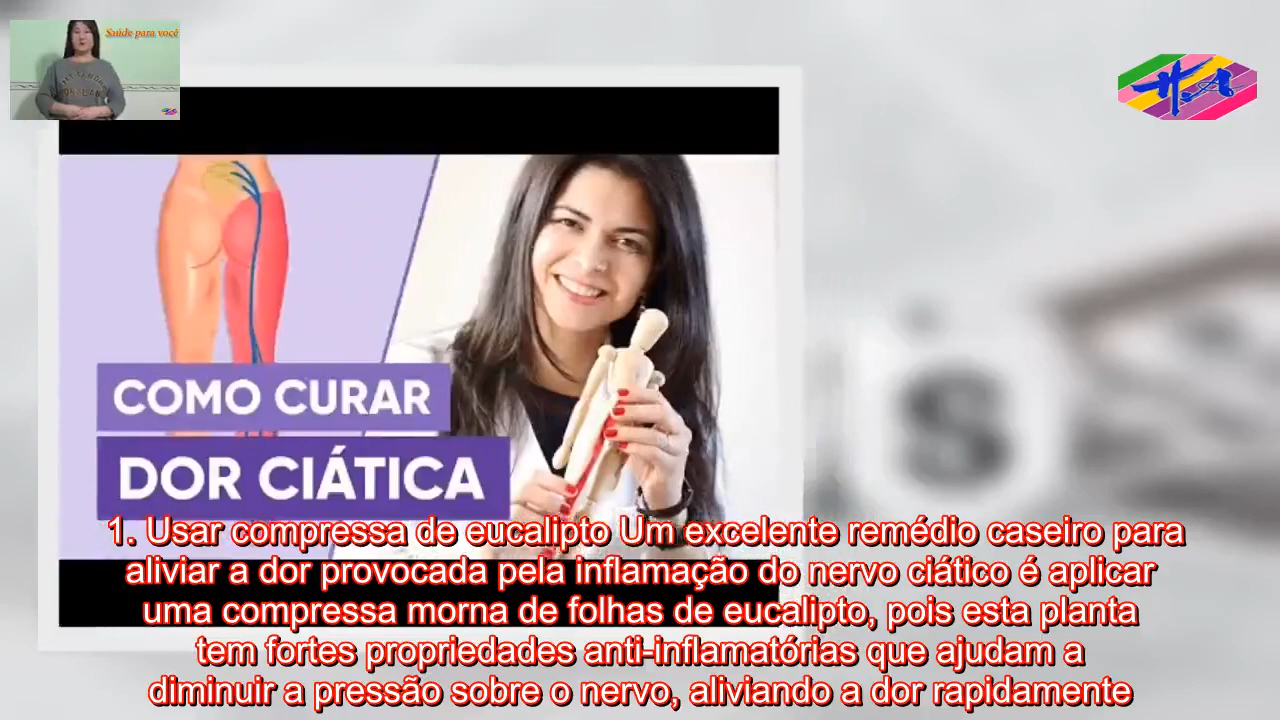 Saúde para você
COMO CURAR
DOR CIÁTICA
s
1. Usar compressa de eucalipto Um excelente remédio caseiro para
aliviar a dor provocada pela inflamação do nervo ciático é aplicar
uma compressa morna de folhas de eucalipto, pois esta planta
tem fortes propriedades anti-inflamatórias que ajudam a
diminuir a pressão sobre o nervo, aliviando a dor rapidamente